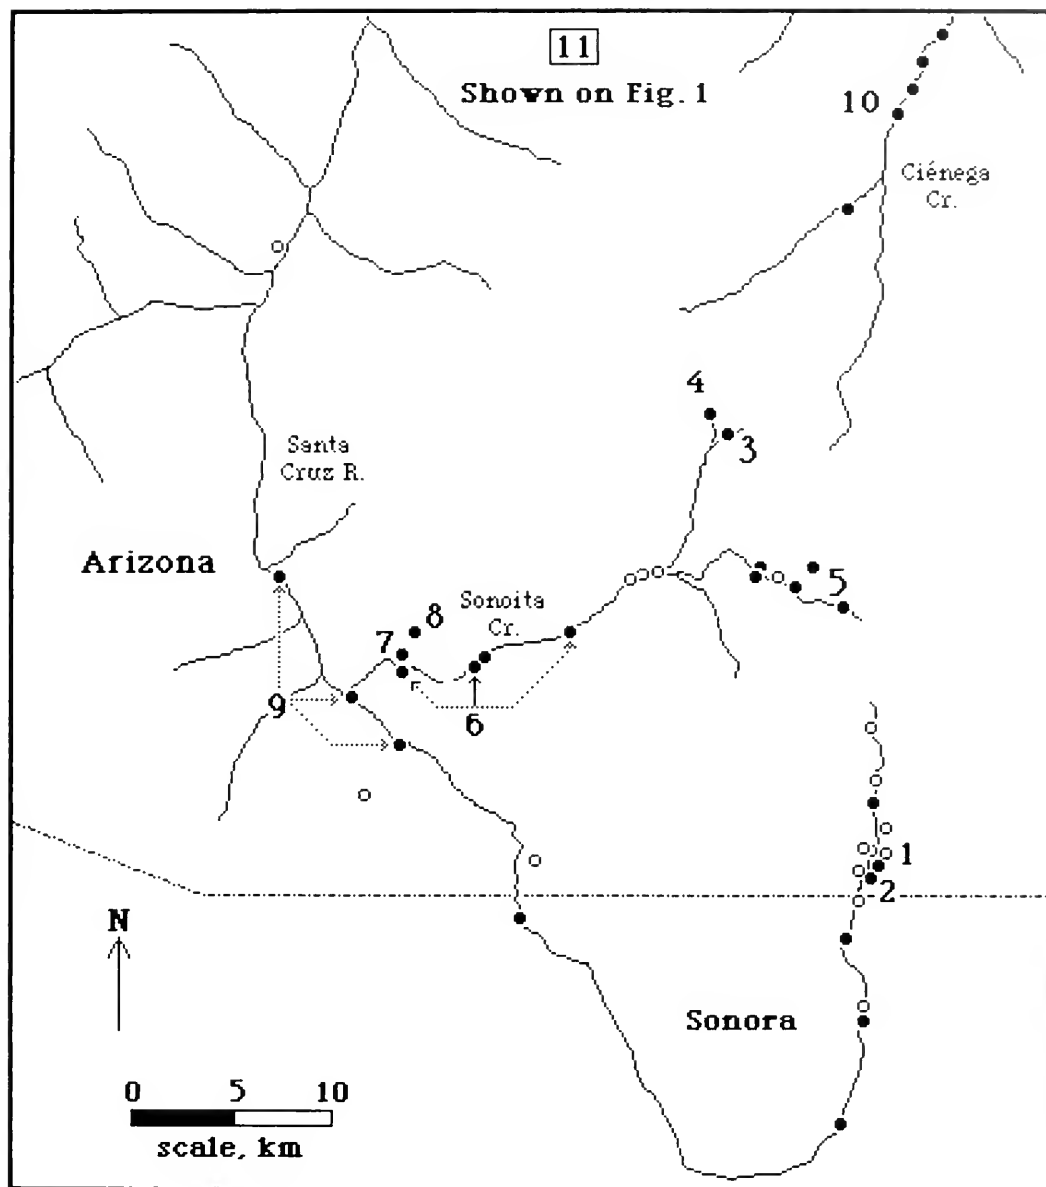 11
Shown on Fig. 1
10
Ciénega
Cr.
4
3
Santa
Cruz R.
Arizona
5
Sonoita
Cr.
8
7
9
6
1
2
N
Sonora
0 5 10
scale, km